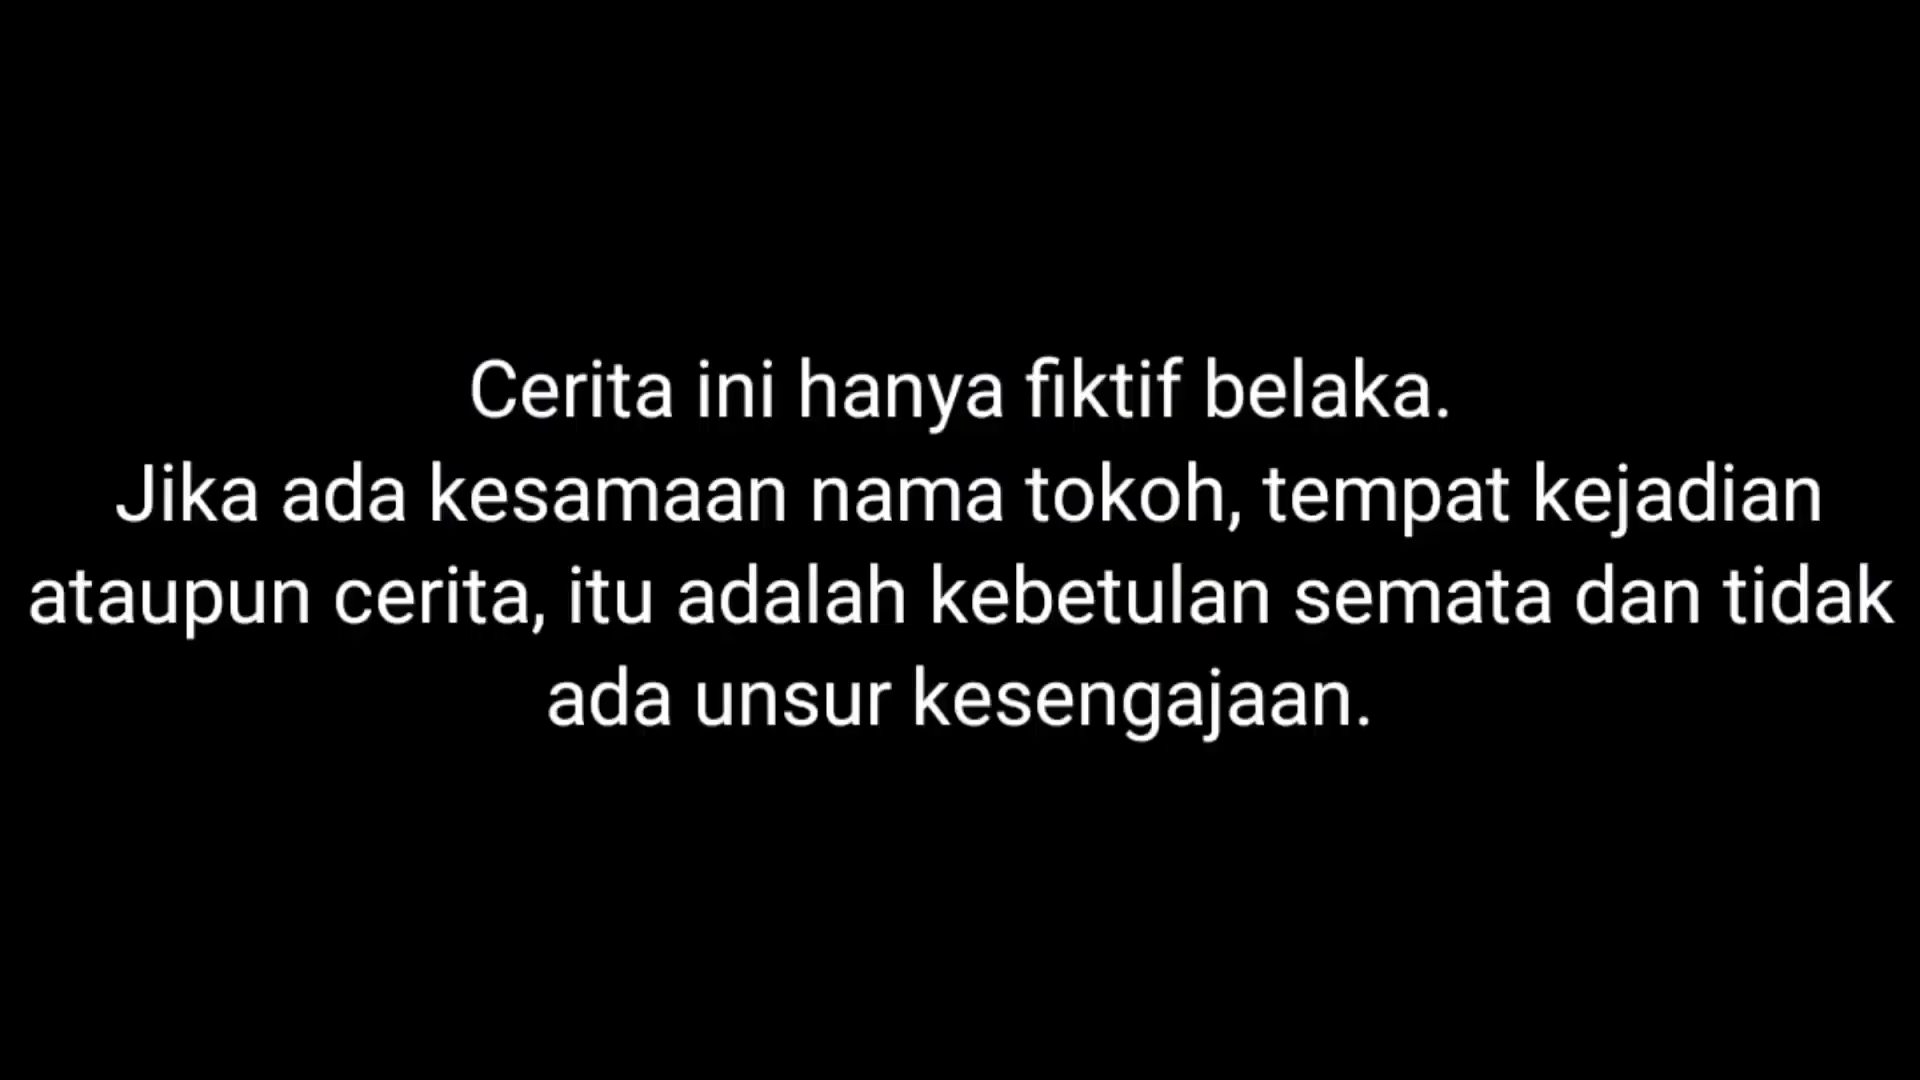 Cerita ini hanya fiktif belaka.
Jika ada kesamaan nama tokoh, tempat kejadian
ataupun cerita, itu adalah kebetulan semata dan tidak
ada unsur kesengajaan.